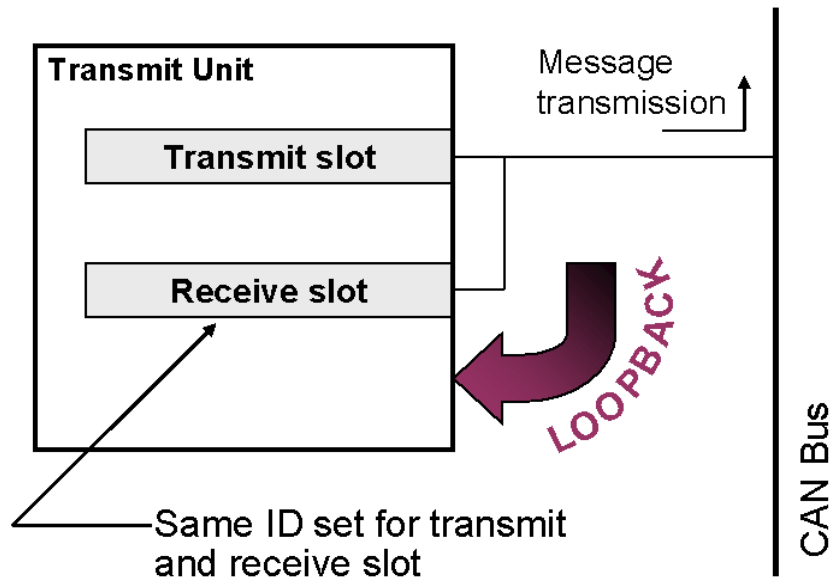 Transmit Unit
Message
transmission
Transmit slot
Receive slot
LOOPBACK
Same ID set for transmit
and receive slot
CAN Bus